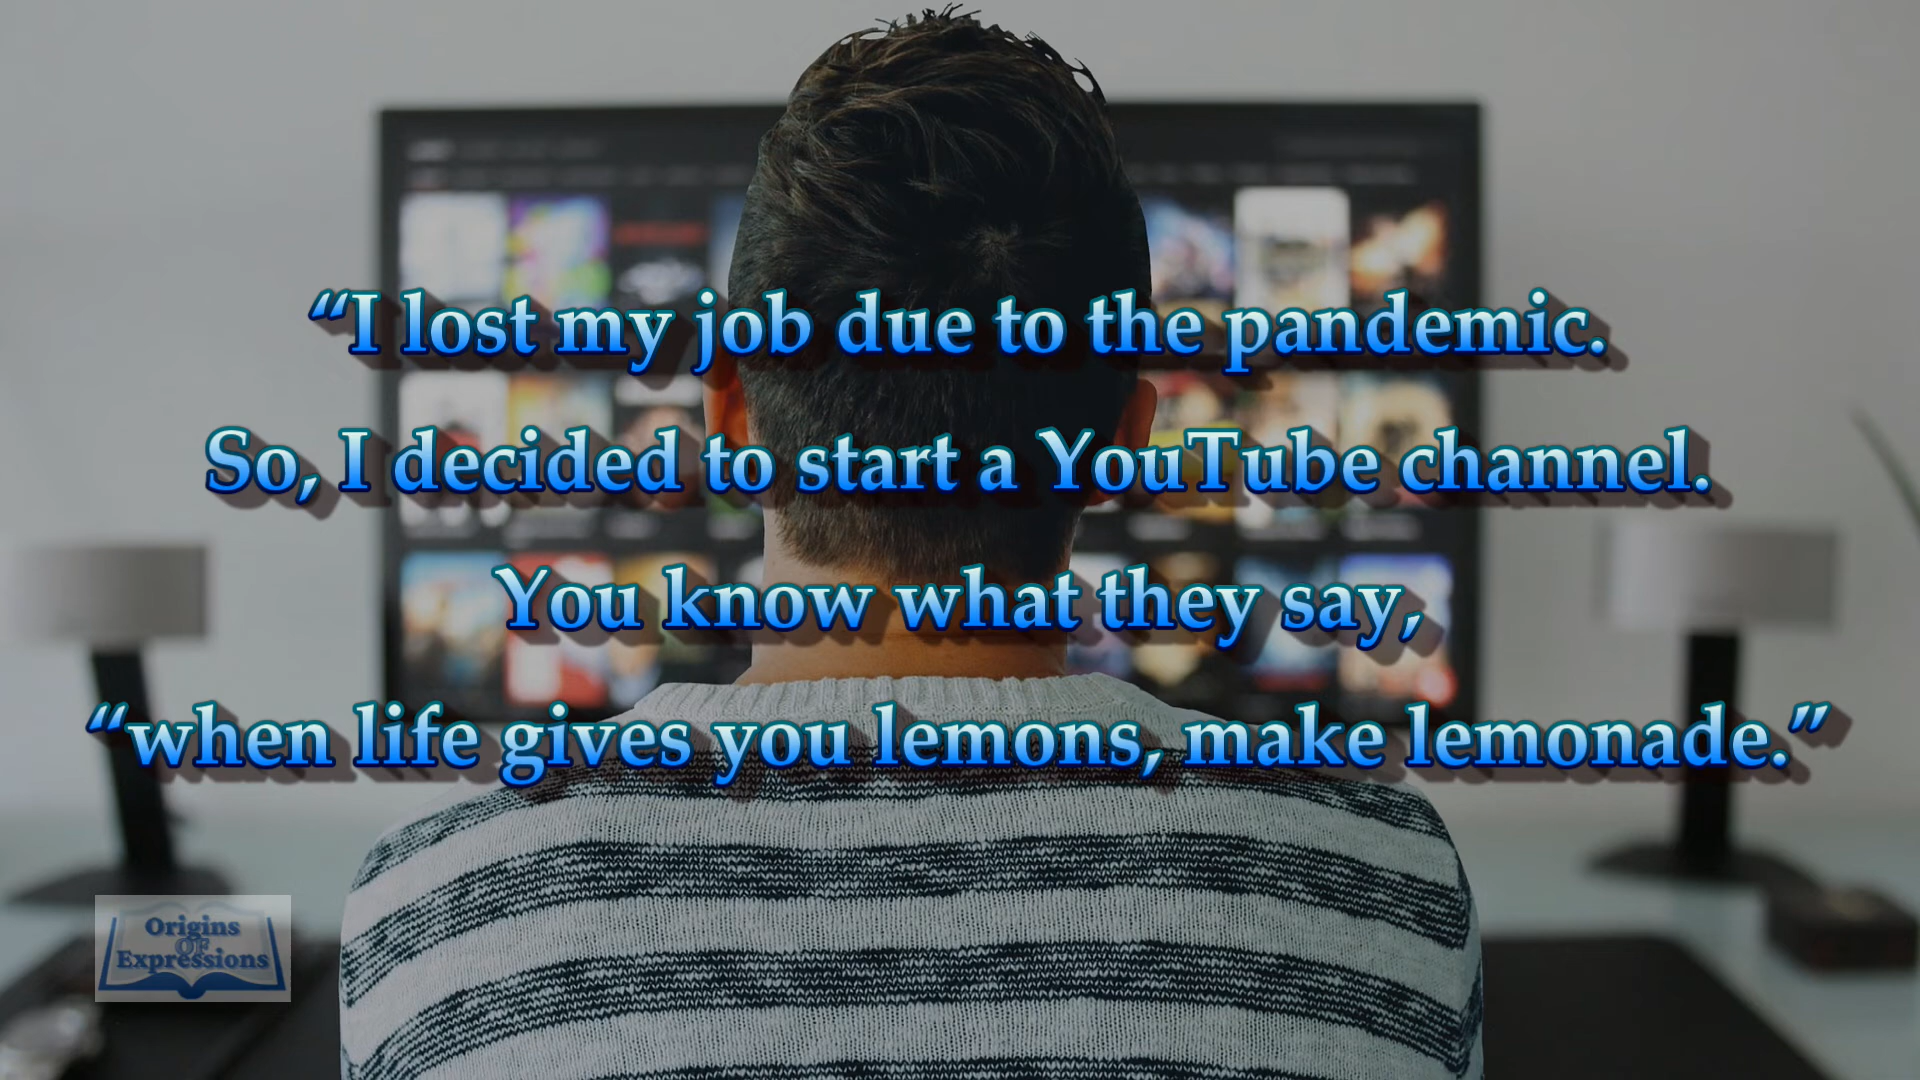 “I lost my job due to the pandemic.
So, I decided to start a YouTube channel.
You know what they say,
“when life gives you lemons, make lemonade.”
Origins
OF
Expressions